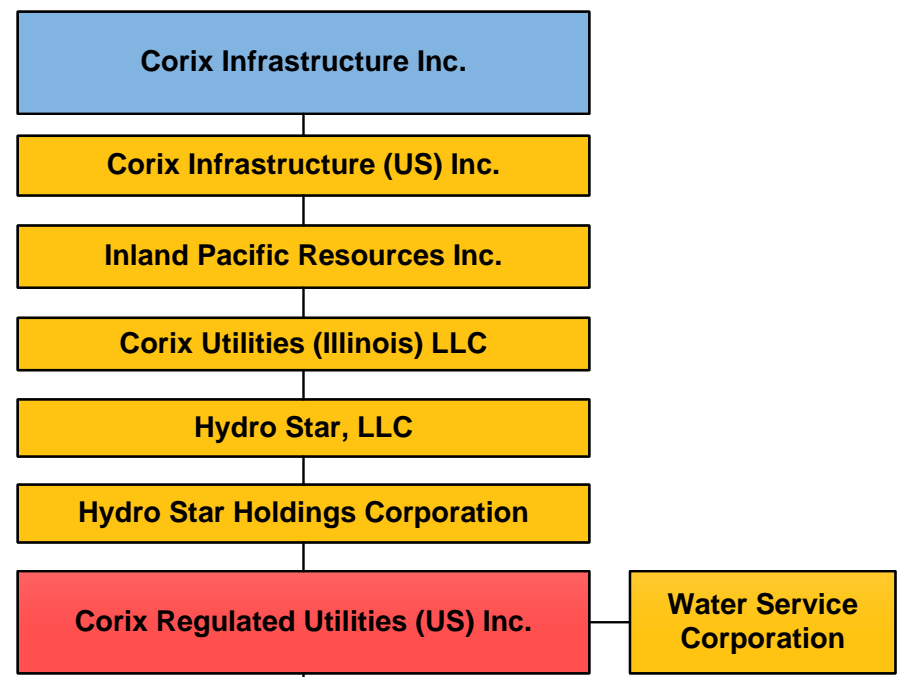 Corix Infrastructure Inc.
Corix Infrastructure (US) Inc.
Inland Pacific Resources Inc.
Corix Utilities (Illinois) LLC
Hydro Star, LLC
Hydro Star Holdings Corporation
Corix Regulated Utilities (US) Inc.
Water Service
Corporation